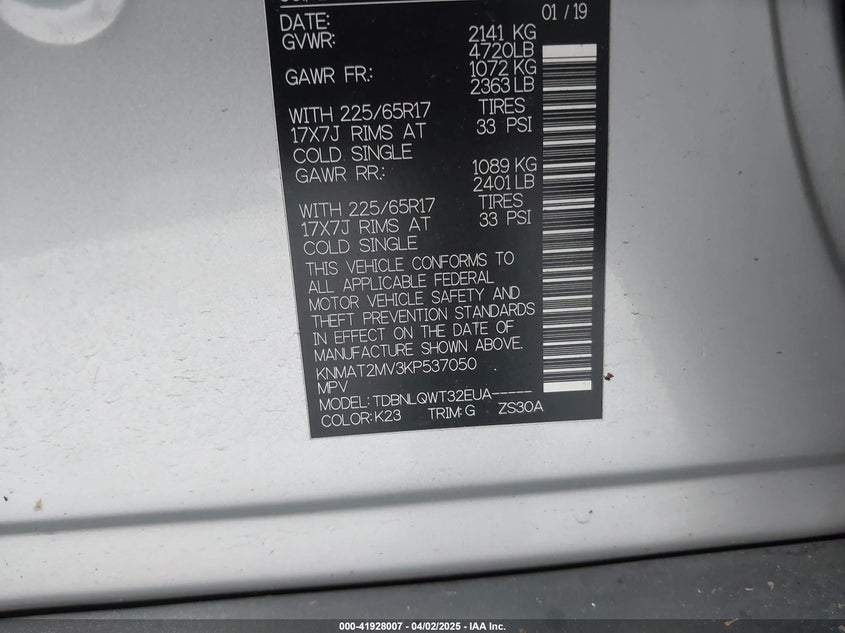 DATE: 01 / 19
GVWR: 2141 KG
4720LB
GAWR FR.: 1072 KG
2363 LB
WITH 225/65R17 TIRES
17X7J RIMS AT 33 PSI
COLD SINGLE
GAWR RR.: 1089 KG
2401 LB
WITH 225/65R17 TIRES
17X7J RIMS AT 33 PSI
COLD SINGLE
THIS VEHICLE CONFORMS TO
ALL APPLICABLE FEDERAL
MOTOR VEHICLE SAFETY AND
THEFT PREVENTION STANDARDS
IN EFFECT ON THE DATE OF
MANUFACTURE SHOWN ABOVE.
KNMAT2MV3KP537050
MPV
MODEL: TDBNLQWT32EUA-----
COLOR: K23 TRIM: G ZS30A
000-41928007 - 04/02/2025 - IAA Inc.